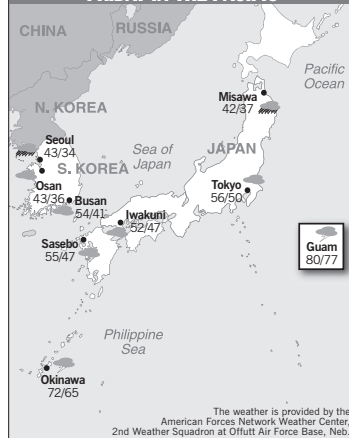 CHINA
RUSSIA
Pacific
Ocean
N. KOREA
Misawa
42/37
Seoul
43/34
Sea of
Japan
JAPAN
S. KOREA
Osan
43/36
Busan
54/41
Tokyo
56/50
Iwakuni
52/47
Sasebo
55/47
Guam
80/77
Philippine
Sea
Okinawa
72/65
The weather is provided by the
American Forces Network Weather Center,
2nd Weather Squadron at Offutt Air Force Base, Neb.